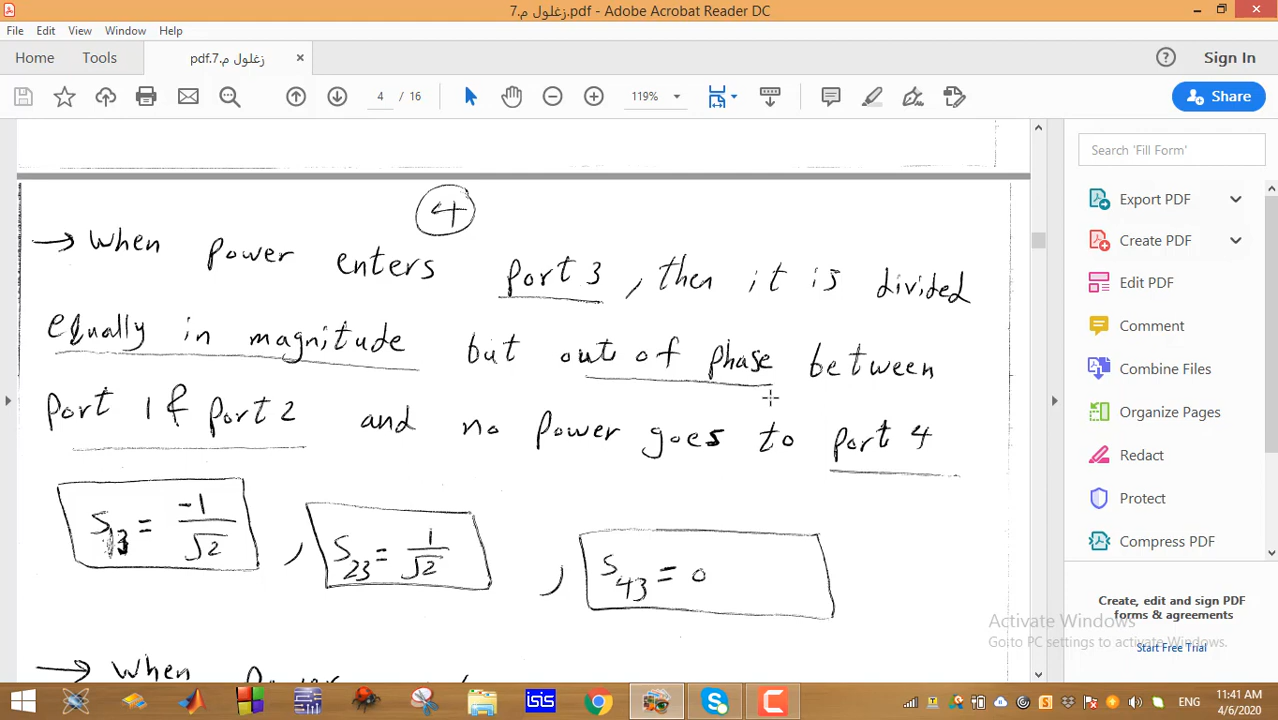 زغلول م.7.pdf - Adobe Acrobat Reader DC
File Edit View Window Help
Home Tools زغلول م.7.pdf × Sign In
4 / 16 119% Share
④
→ When power enters port 3, then it is divided
equally in magnitude but out of phase between
port 1 & port 2 and no power goes to port 4
S13 = -1/√2 , S23 = 1/√2 , S43 = 0
→ When Power
Search 'Fill Form'
Export PDF
Create PDF
Edit PDF
Comment
Combine Files
Organize Pages
Redact
Protect
Compress PDF
Create, edit and sign PDF
forms & agreements
Start Free Trial
Activate Windows
Go to PC settings to activate Windows.
isis
ENG
11:41 AM
4/6/2020